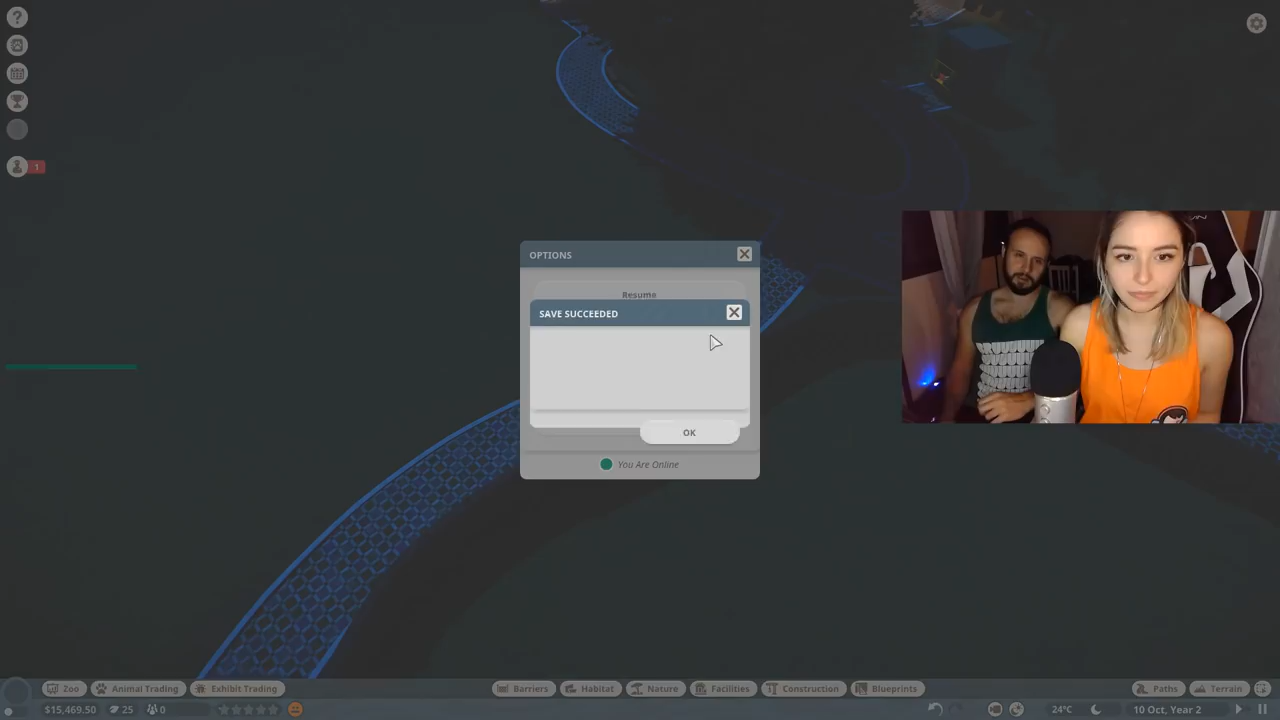 1
OPTIONS
Resume
SAVE SUCCEEDED
OK
You Are Online
Zoo
Animal Trading
Exhibit Trading
Barriers
Habitat
Nature
Facilities
Construction
Blueprints
Paths
Terrain
$15,469.50
25
0
24°C
10 Oct, Year 2